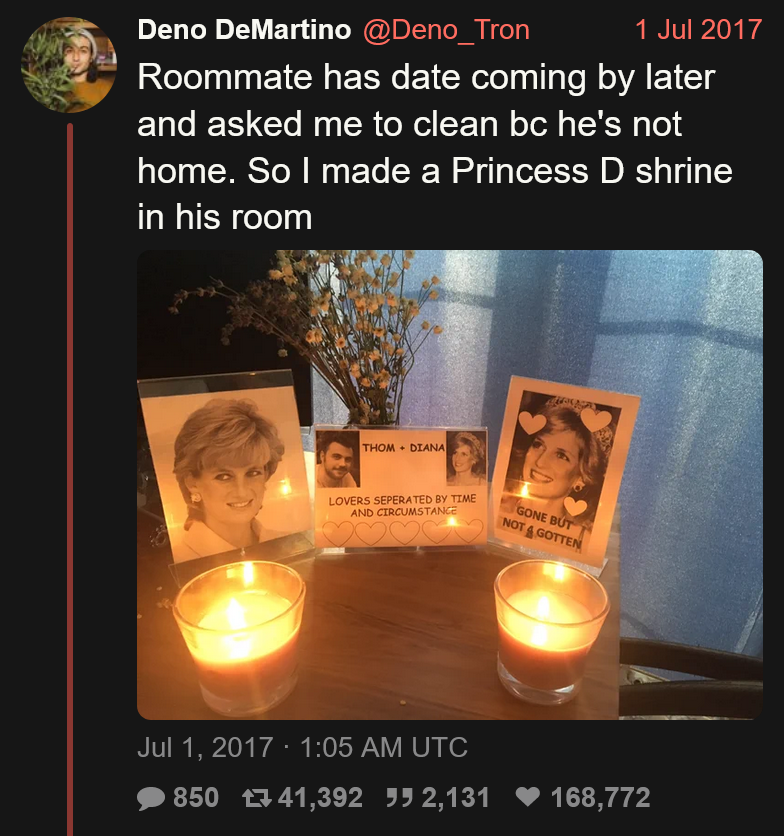 Deno DeMartino @Deno_Tron 1 Jul 2017
Roommate has date coming by later
and asked me to clean bc he's not
home. So I made a Princess D shrine
in his room
THOM + DIANA
LOVERS SEPERATED BY TIME
AND CIRCUMSTANCE
GONE BUT
NOT 4 GOTTEN
Jul 1, 2017 · 1:05 AM UTC
850 41,392 2,131 168,772